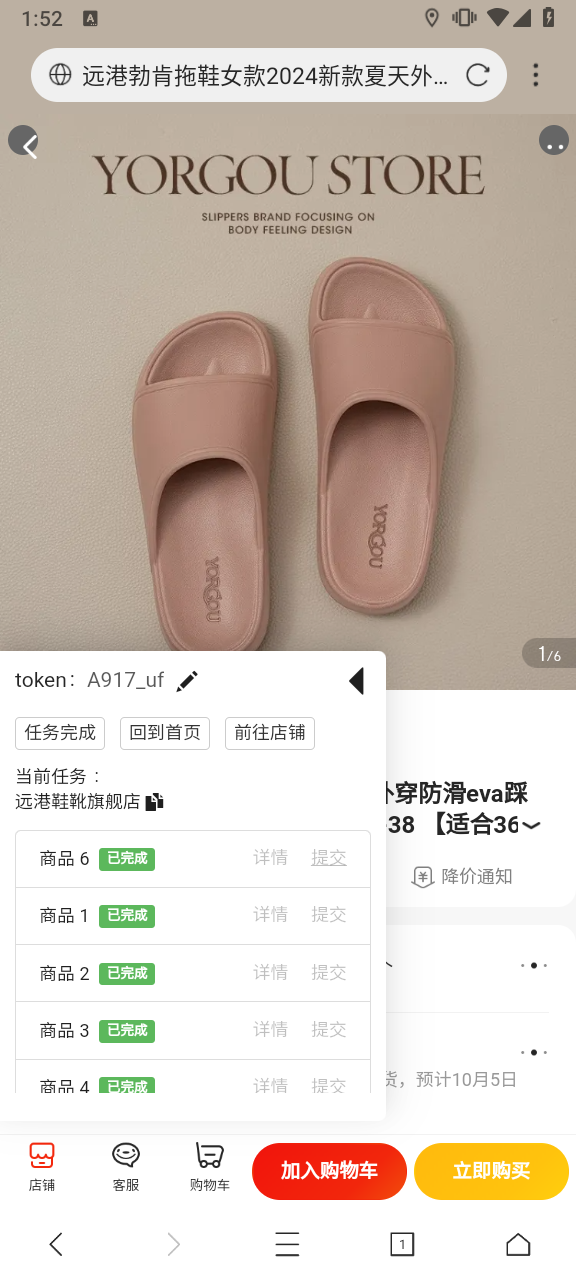 1:52
A
远港勃肯拖鞋女款2024新款夏天外...
YORGOU STORE
SLIPPERS BRAND FOCUSING ON
BODY FEELING DESIGN
YORGOU
YORGOU
1/6
token： A917_uf
任务完成 回到首页 前往店铺
当前任务：
远港鞋靴旗舰店
外穿防滑eva踩
38 【适合36
降价通知
商品 6 已完成 详情 提交
商品 1 已完成 详情 提交
商品 2 已完成 详情 提交
商品 3 已完成 详情 提交
商品 4 已完成 详情 提交
货，预计10月5日
店铺 客服 购物车 加入购物车 立即购买
1